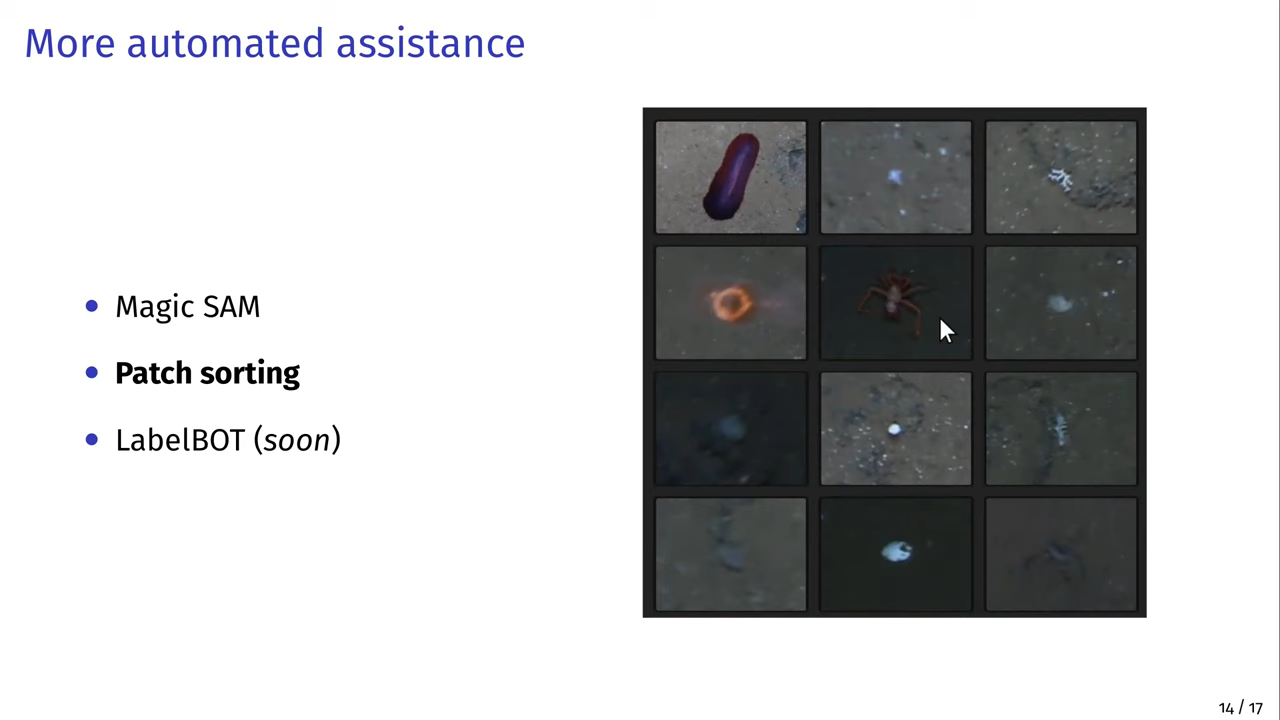 More automated assistance
• Magic SAM
• Patch sorting
• LabelBOT (soon)
14 / 17